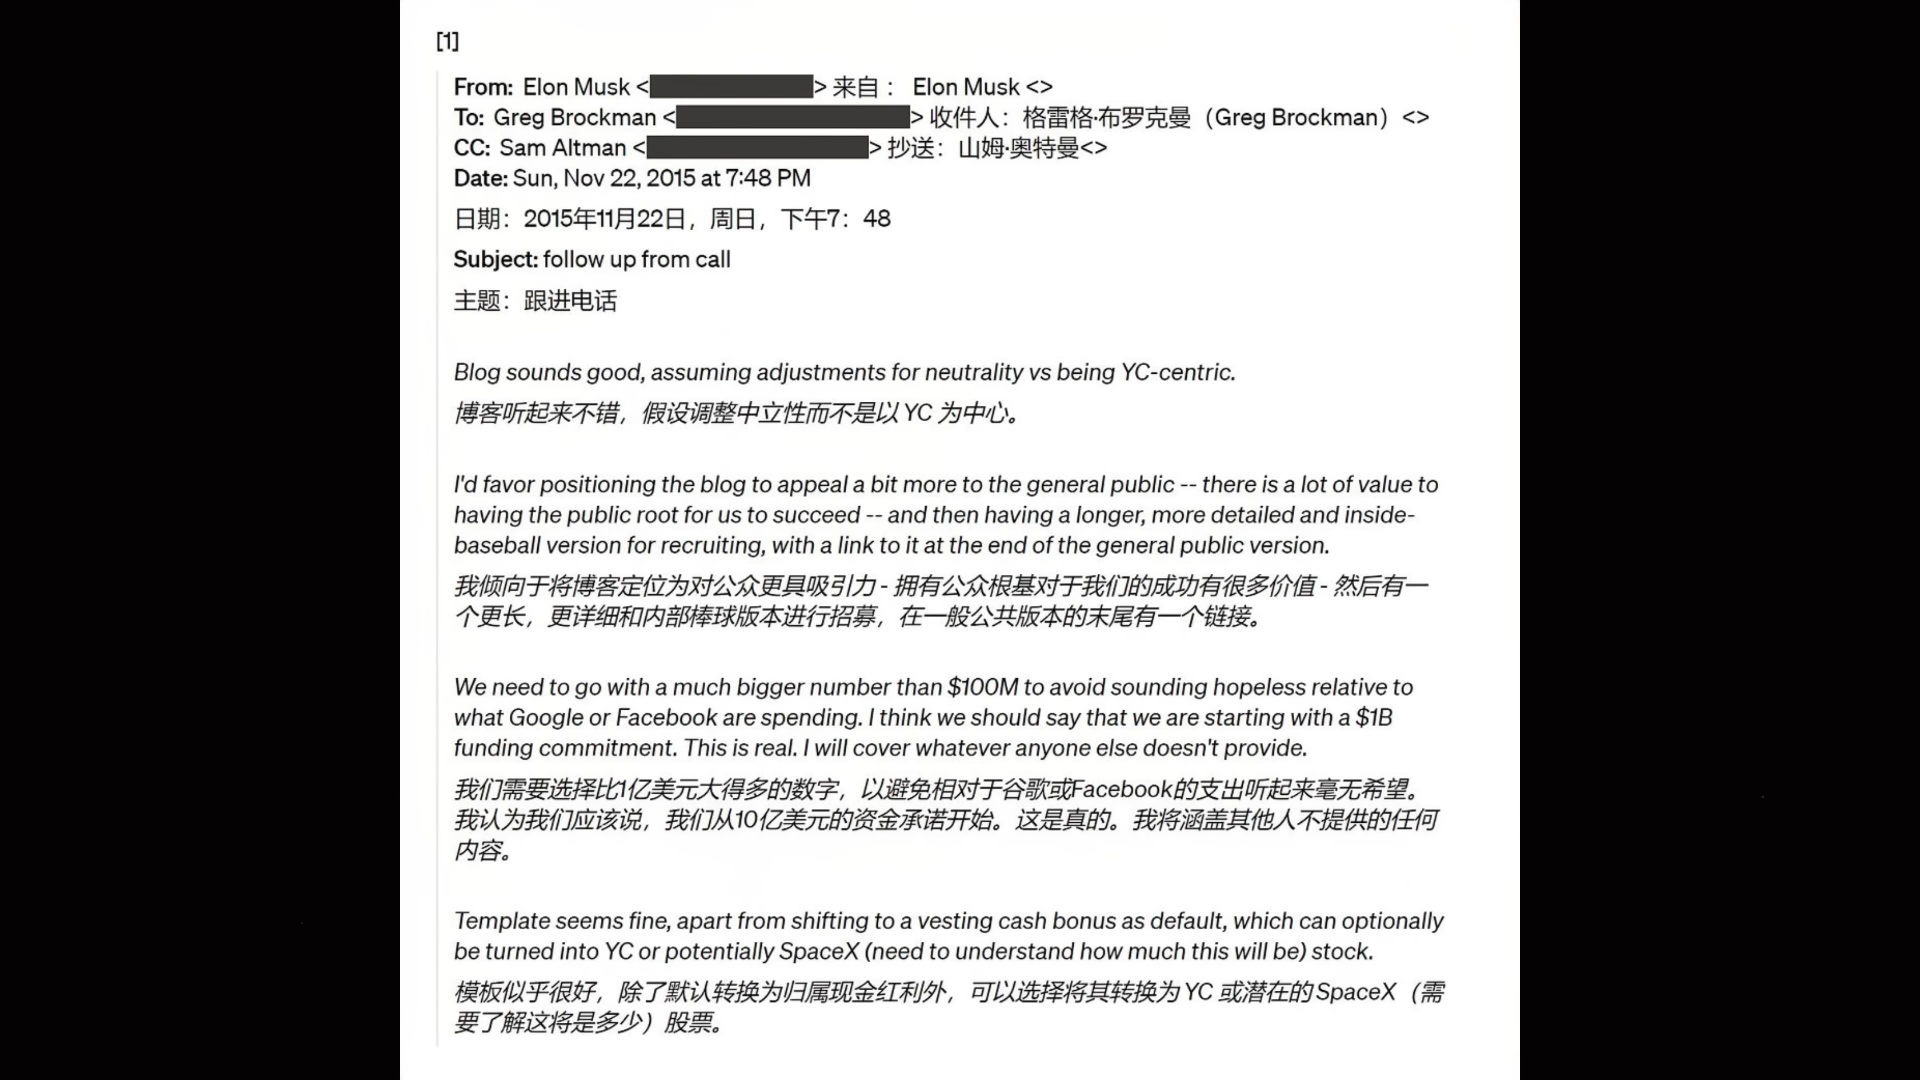 [1]
From: Elon Musk < > 来自： Elon Musk <>
To: Greg Brockman < > 收件人：格雷格·布罗克曼（Greg Brockman）<>
CC: Sam Altman < > 抄送：山姆·奥特曼<>
Date: Sun, Nov 22, 2015 at 7:48 PM
日期：2015年11月22日，周日，下午7：48
Subject: follow up from call
主题：跟进电话
Blog sounds good, assuming adjustments for neutrality vs being YC-centric.
博客听起来不错，假设调整中立性而不是以 YC 为中心。
I'd favor positioning the blog to appeal a bit more to the general public -- there is a lot of value to
having the public root for us to succeed -- and then having a longer, more detailed and inside-
baseball version for recruiting, with a link to it at the end of the general public version.
我倾向于将博客定位为对公众更具吸引力 - 拥有公众根基对于我们的成功有很多价值 - 然后有一
个更长，更详细和内部棒球版本进行招募，在一般公共版本的末尾有一个链接。
We need to go with a much bigger number than $100M to avoid sounding hopeless relative to
what Google or Facebook are spending. I think we should say that we are starting with a $1B
funding commitment. This is real. I will cover whatever anyone else doesn't provide.
我们需要选择比1亿美元大得多的数字，以避免相对于谷歌或Facebook的支出听起来毫无希望。
我认为我们应该说，我们从10亿美元的资金承诺开始。这是真的。我将涵盖其他人不提供的任何
内容。
Template seems fine, apart from shifting to a vesting cash bonus as default, which can optionally
be turned into YC or potentially SpaceX (need to understand how much this will be) stock.
模板似乎很好，除了默认转换为归属现金红利外，可以选择将其转换为 YC 或潜在的 SpaceX（需
要了解这将是多少）股票。